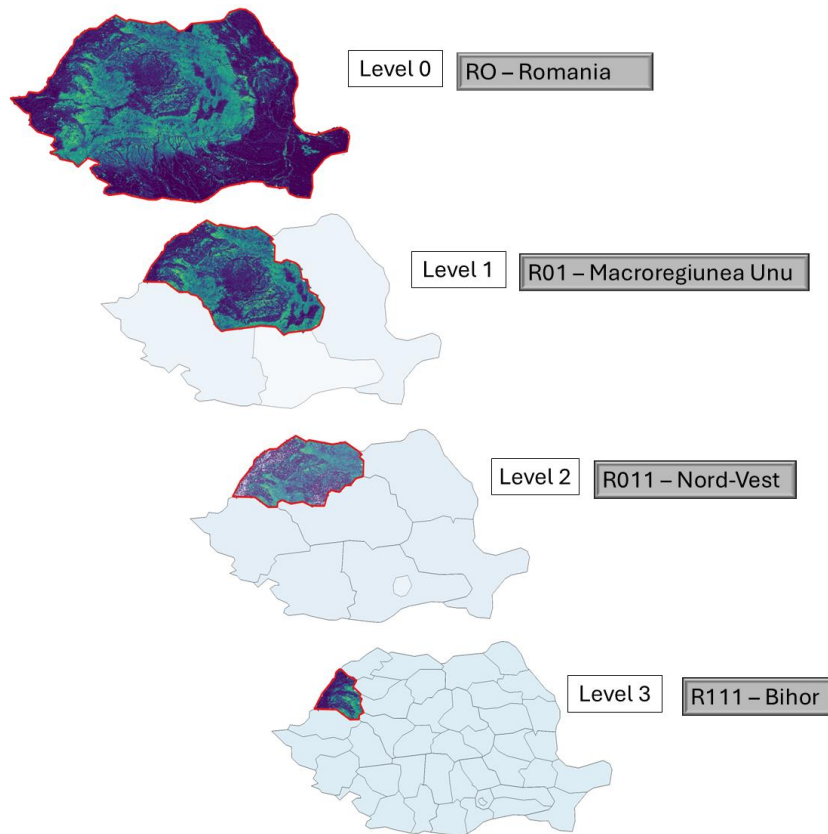 Level 0
RO – Romania
Level 1
R01 – Macroregiunea Unu
Level 2
R011 – Nord-Vest
Level 3
R111 – Bihor